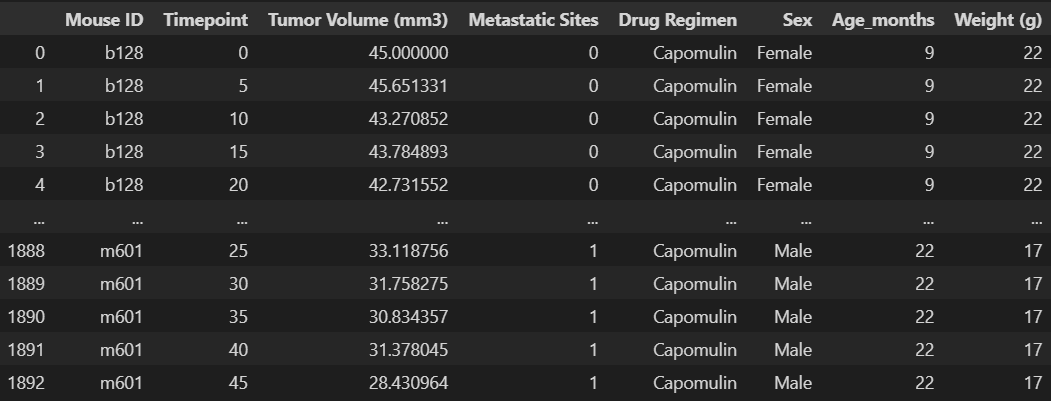 Mouse ID Timepoint Tumor Volume (mm3) Metastatic Sites Drug Regimen Sex Age_months Weight (g)
0 b128 0 45.000000 0 Capomulin Female 9 22
1 b128 5 45.651331 0 Capomulin Female 9 22
2 b128 10 43.270852 0 Capomulin Female 9 22
3 b128 15 43.784893 0 Capomulin Female 9 22
4 b128 20 42.731552 0 Capomulin Female 9 22
... ... ... ... ... ... ... ... ...
1888 m601 25 33.118756 1 Capomulin Male 22 17
1889 m601 30 31.758275 1 Capomulin Male 22 17
1890 m601 35 30.834357 1 Capomulin Male 22 17
1891 m601 40 31.378045 1 Capomulin Male 22 17
1892 m601 45 28.430964 1 Capomulin Male 22 17